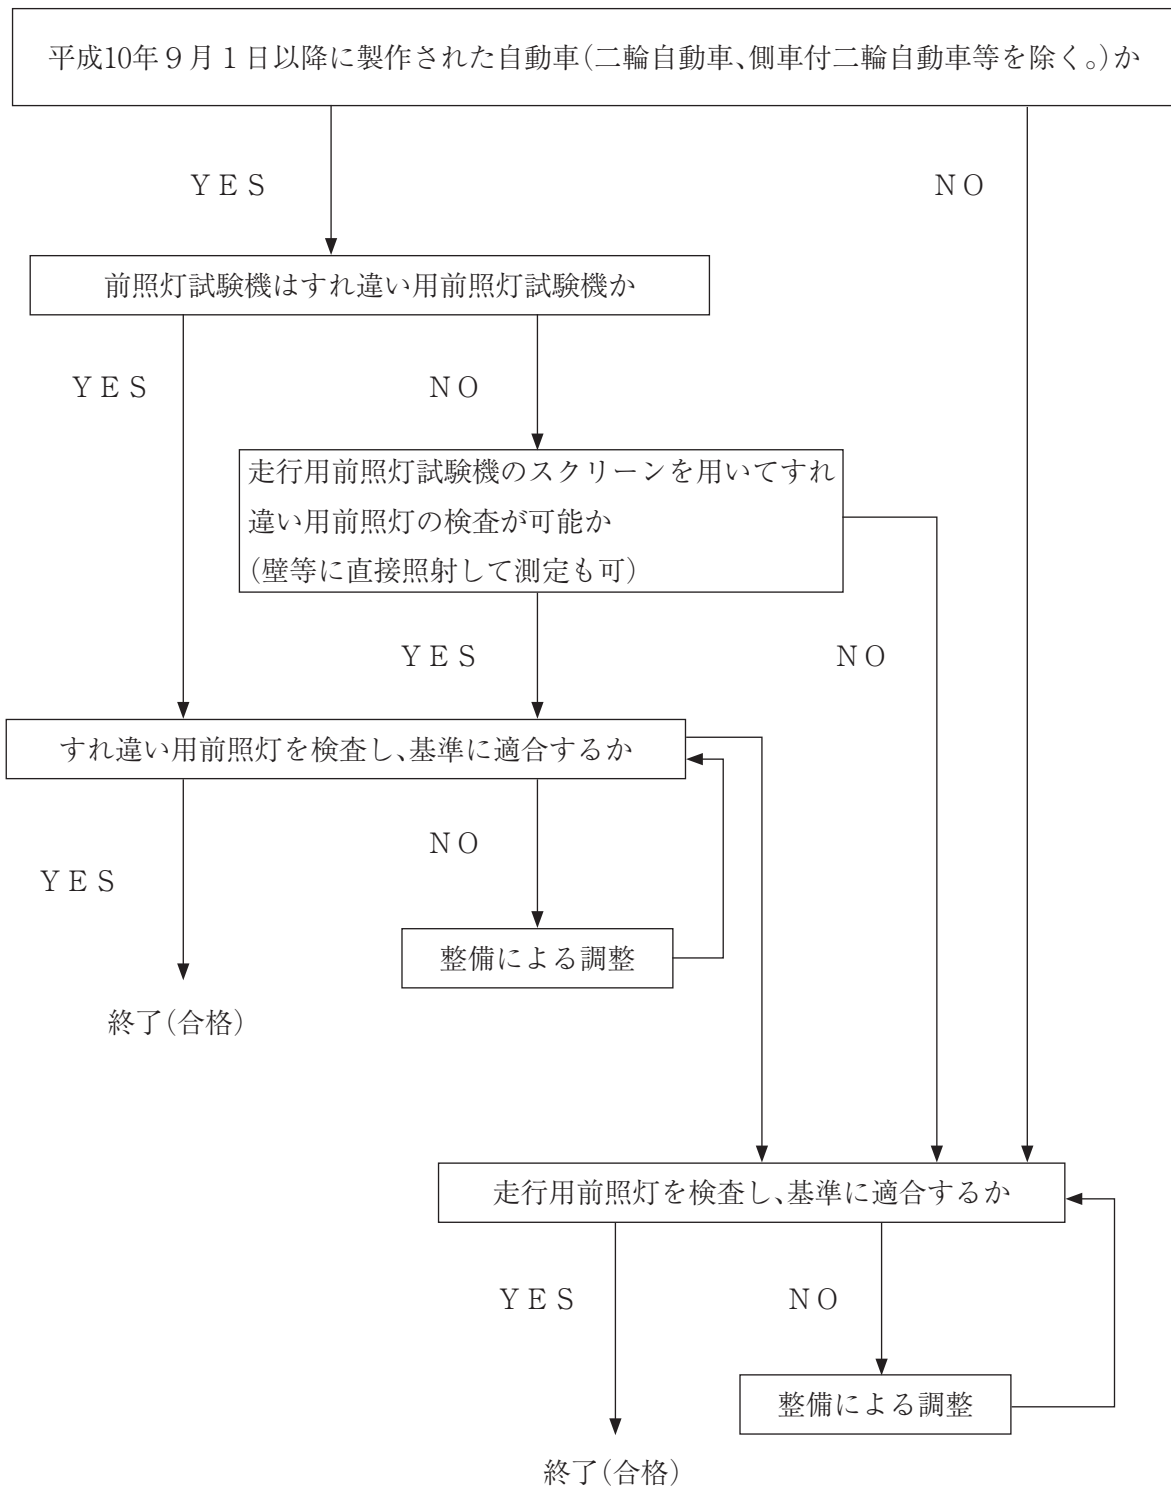 平成10年９月１日以降に製作された自動車(二輪自動車、側車付二輪自動車等を除く。)か
ＹＥＳ
ＮＯ
前照灯試験機はすれ違い用前照灯試験機か
ＹＥＳ
ＮＯ
走行用前照灯試験機のスクリーンを用いてすれ
違い用前照灯の検査が可能か
(壁等に直接照射して測定も可)
ＹＥＳ
ＮＯ
すれ違い用前照灯を検査し、基準に適合するか
ＮＯ
ＹＥＳ
整備による調整
終了(合格)
走行用前照灯を検査し、基準に適合するか
ＹＥＳ
ＮＯ
整備による調整
終了(合格)